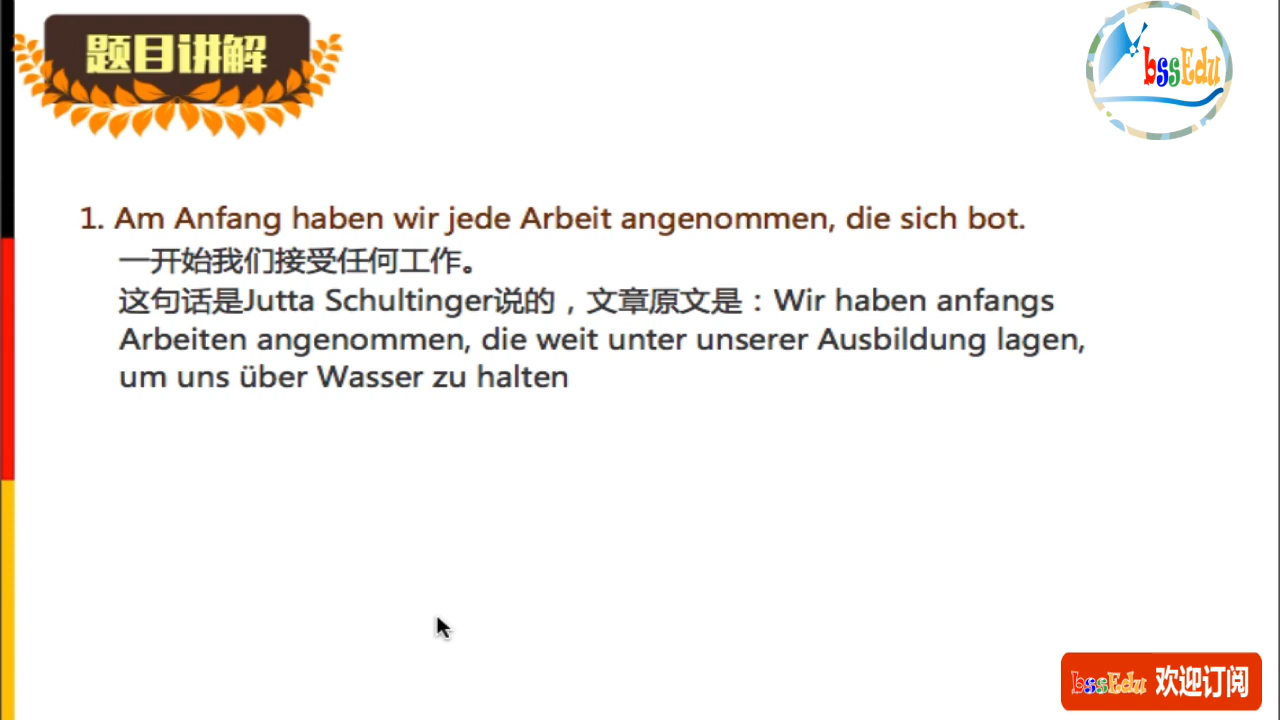 题目讲解
bssEdu
1. Am Anfang haben wir jede Arbeit angenommen, die sich bot.
一开始我们接受任何工作。
这句话是Jutta Schultinger说的，文章原文是：Wir haben anfangs
Arbeiten angenommen, die weit unter unserer Ausbildung lagen,
um uns über Wasser zu halten
bssEdu 欢迎订阅